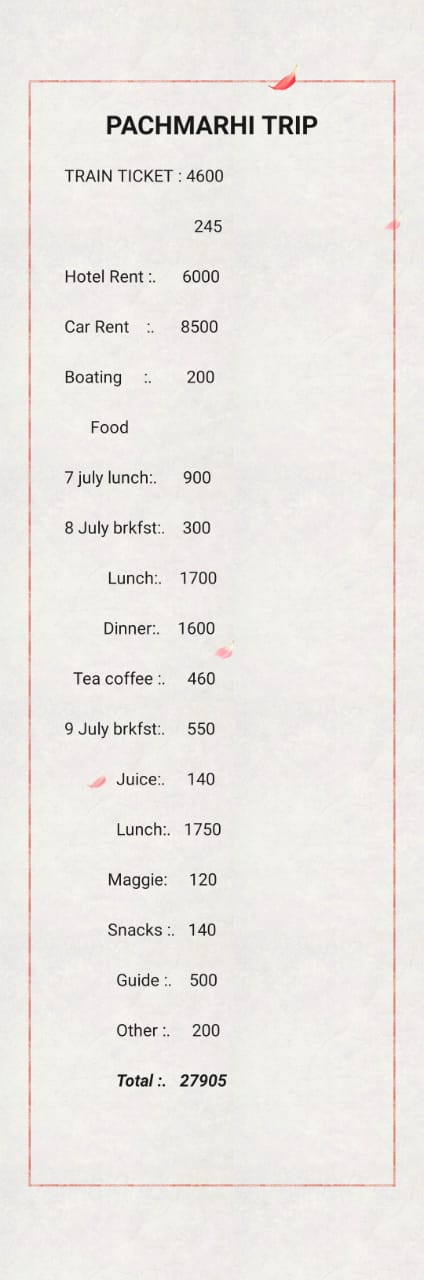 PACHMARHI TRIP
TRAIN TICKET : 4600
245
Hotel Rent :. 6000
Car Rent :. 8500
Boating :. 200
Food
7 july lunch:. 900
8 July brkfst:. 300
Lunch:. 1700
Dinner:. 1600
Tea coffee :. 460
9 July brkfst:. 550
Juice:. 140
Lunch:. 1750
Maggie: 120
Snacks :. 140
Guide :. 500
Other :. 200
Total :. 27905